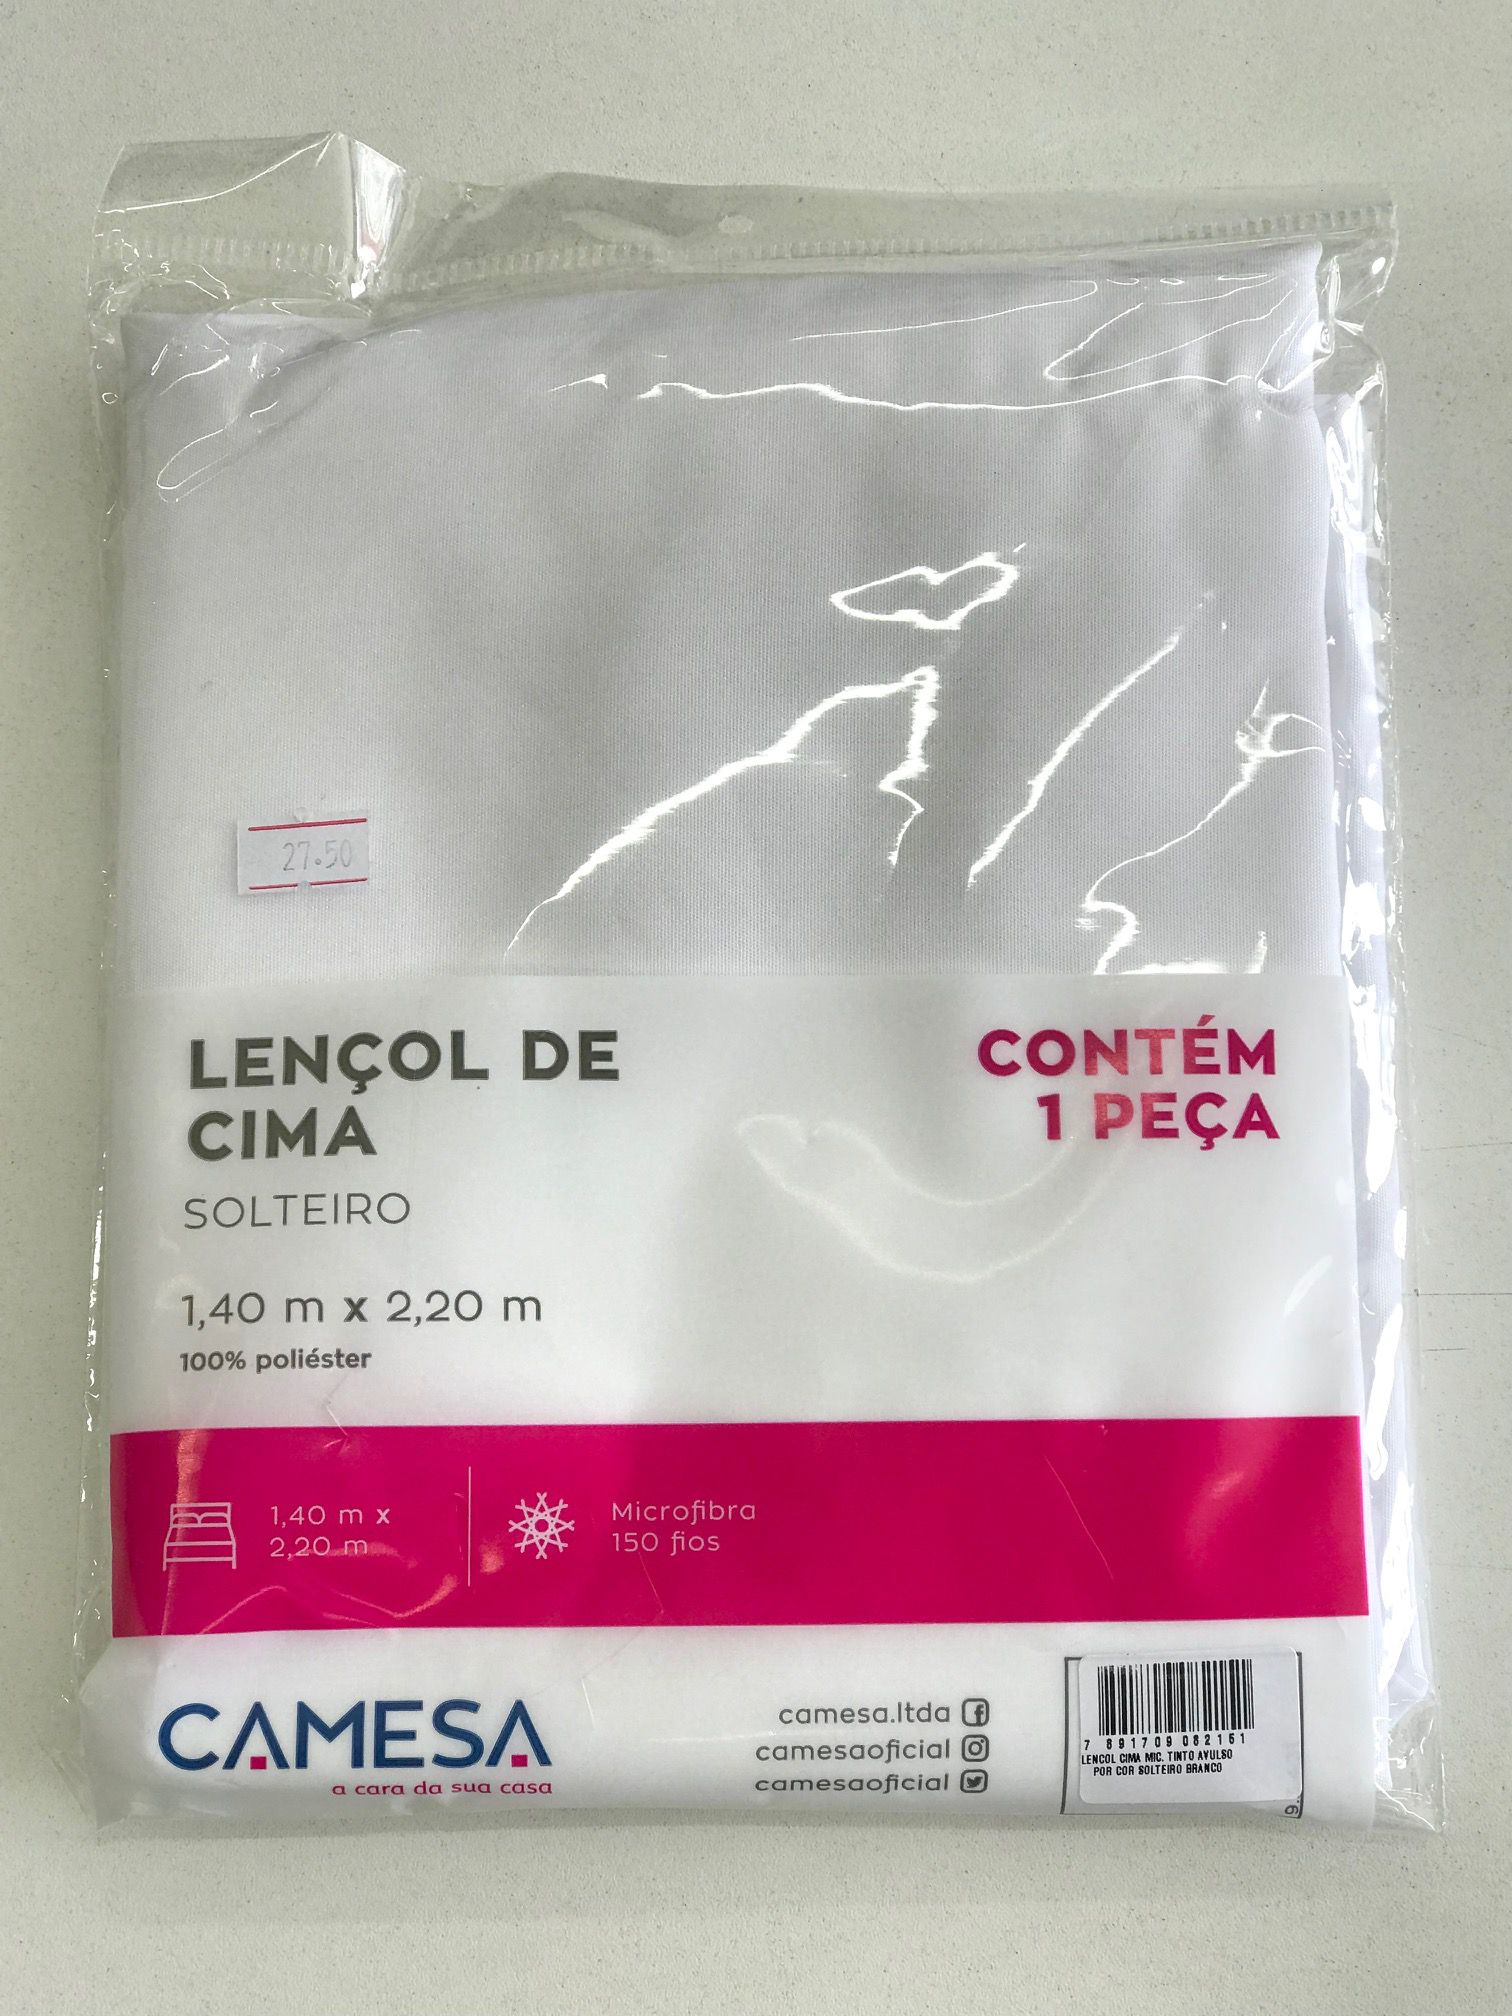 27.50
LENÇOL DE
CIMA
SOLTEIRO
1,40 m x 2,20 m
100% poliéster
CONTÉM
1 PEÇA
1,40 m x
2,20 m
Microfibra
150 fios
CAMESA
a cara da sua casa
camesa.ltda
camesaoficial
camesaoficial
7 891709 082161
LENCOL CIMA MIC. TINTO AVULSO
POR COR SOLTEIRO BRANCO